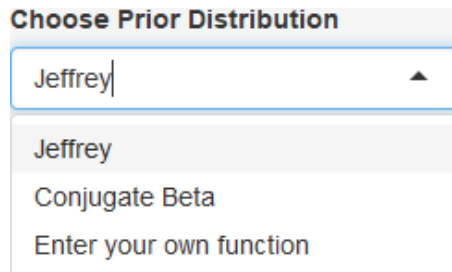 Choose Prior Distribution
Jeffrey
Jeffrey
Conjugate Beta
Enter your own function